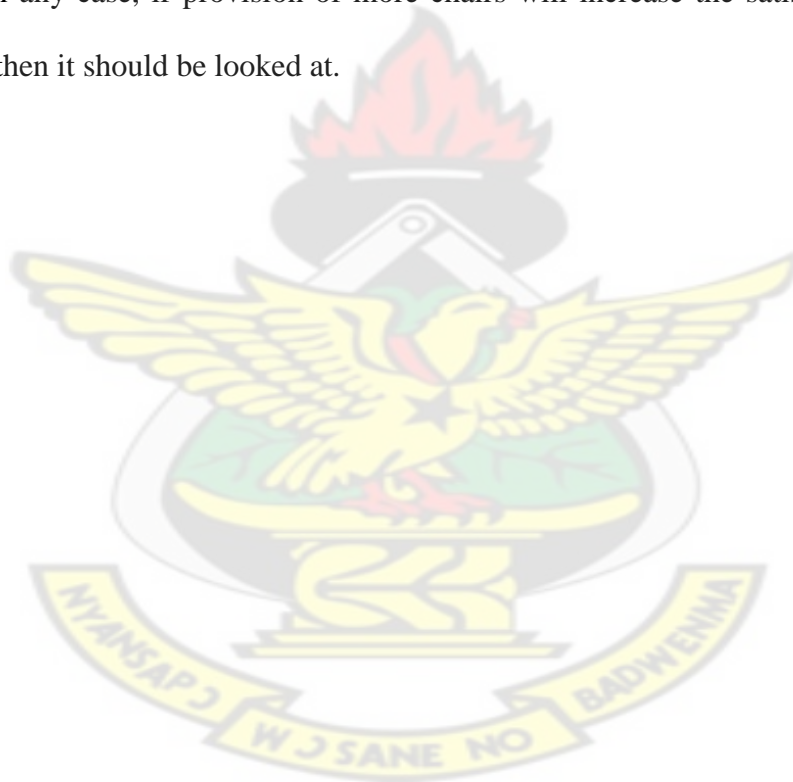 any case, if provision of more chairs will increase the
then it should be looked at.
NYANSAPƆ
WƆ SANE NO
BADWENMA